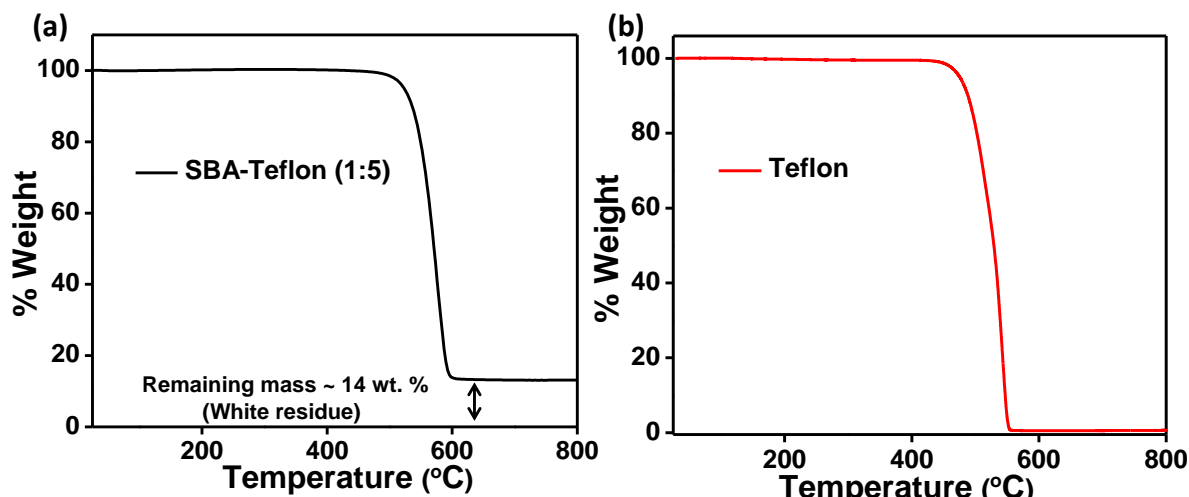 (a)
% Weight
100
80
60
40
20
0
SBA-Teflon (1:5)
Remaining mass ~ 14 wt. %
(White residue)
200
400
600
800
Temperature (°C)
(b)
% Weight
100
80
60
40
20
0
Teflon
200
400
600
800
Temperature (°C)